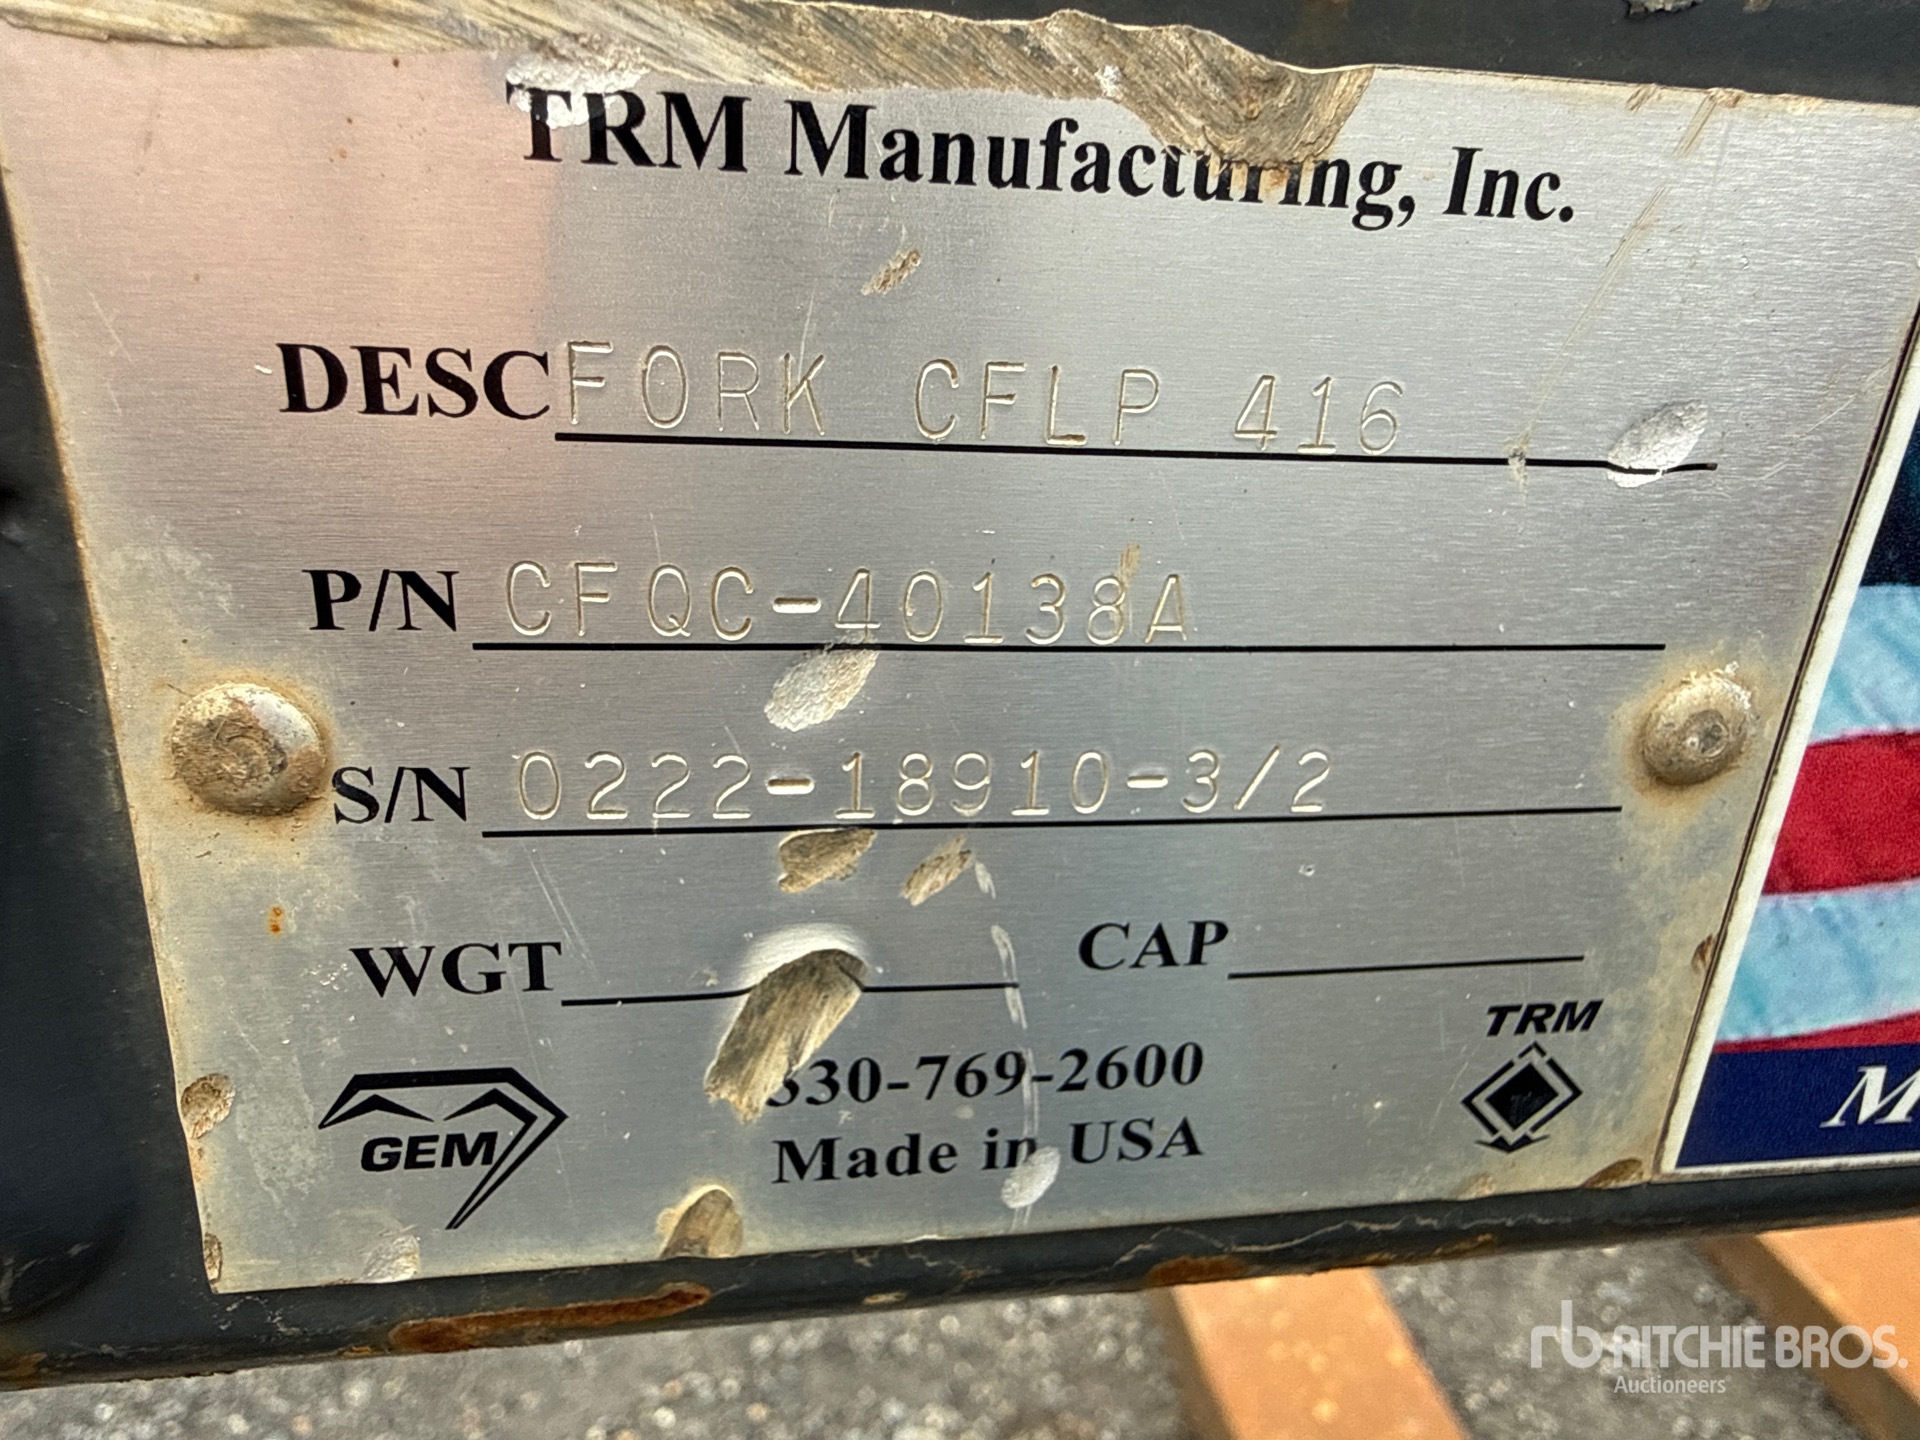 TRM Manufacturing, Inc.
DESC FORK CFLP 416
P/N CFQC-40138A
S/N 0222-18910-3/2
WGT CAP
330-769-2600
Made in USA
GEM
TRM
M
rb RITCHIE BROS.
Auctioneers